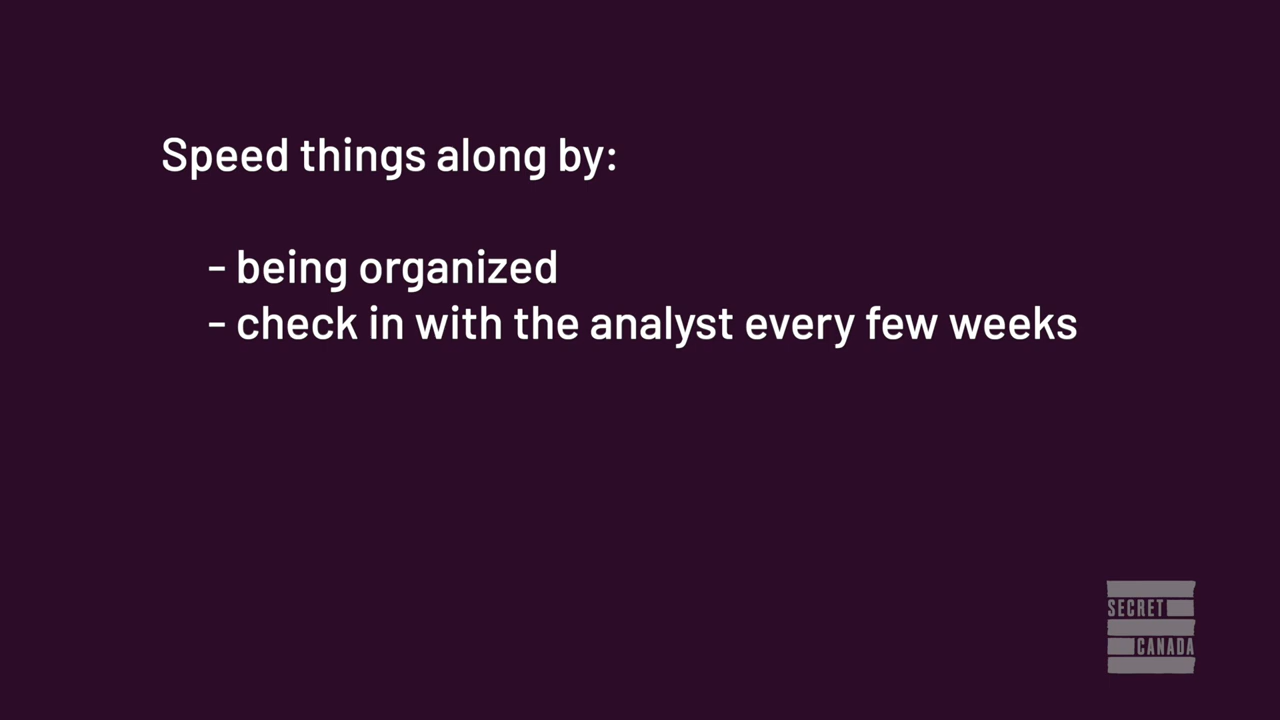 Speed things along by:
- being organized
- check in with the analyst every few weeks
SECRET
CANADA